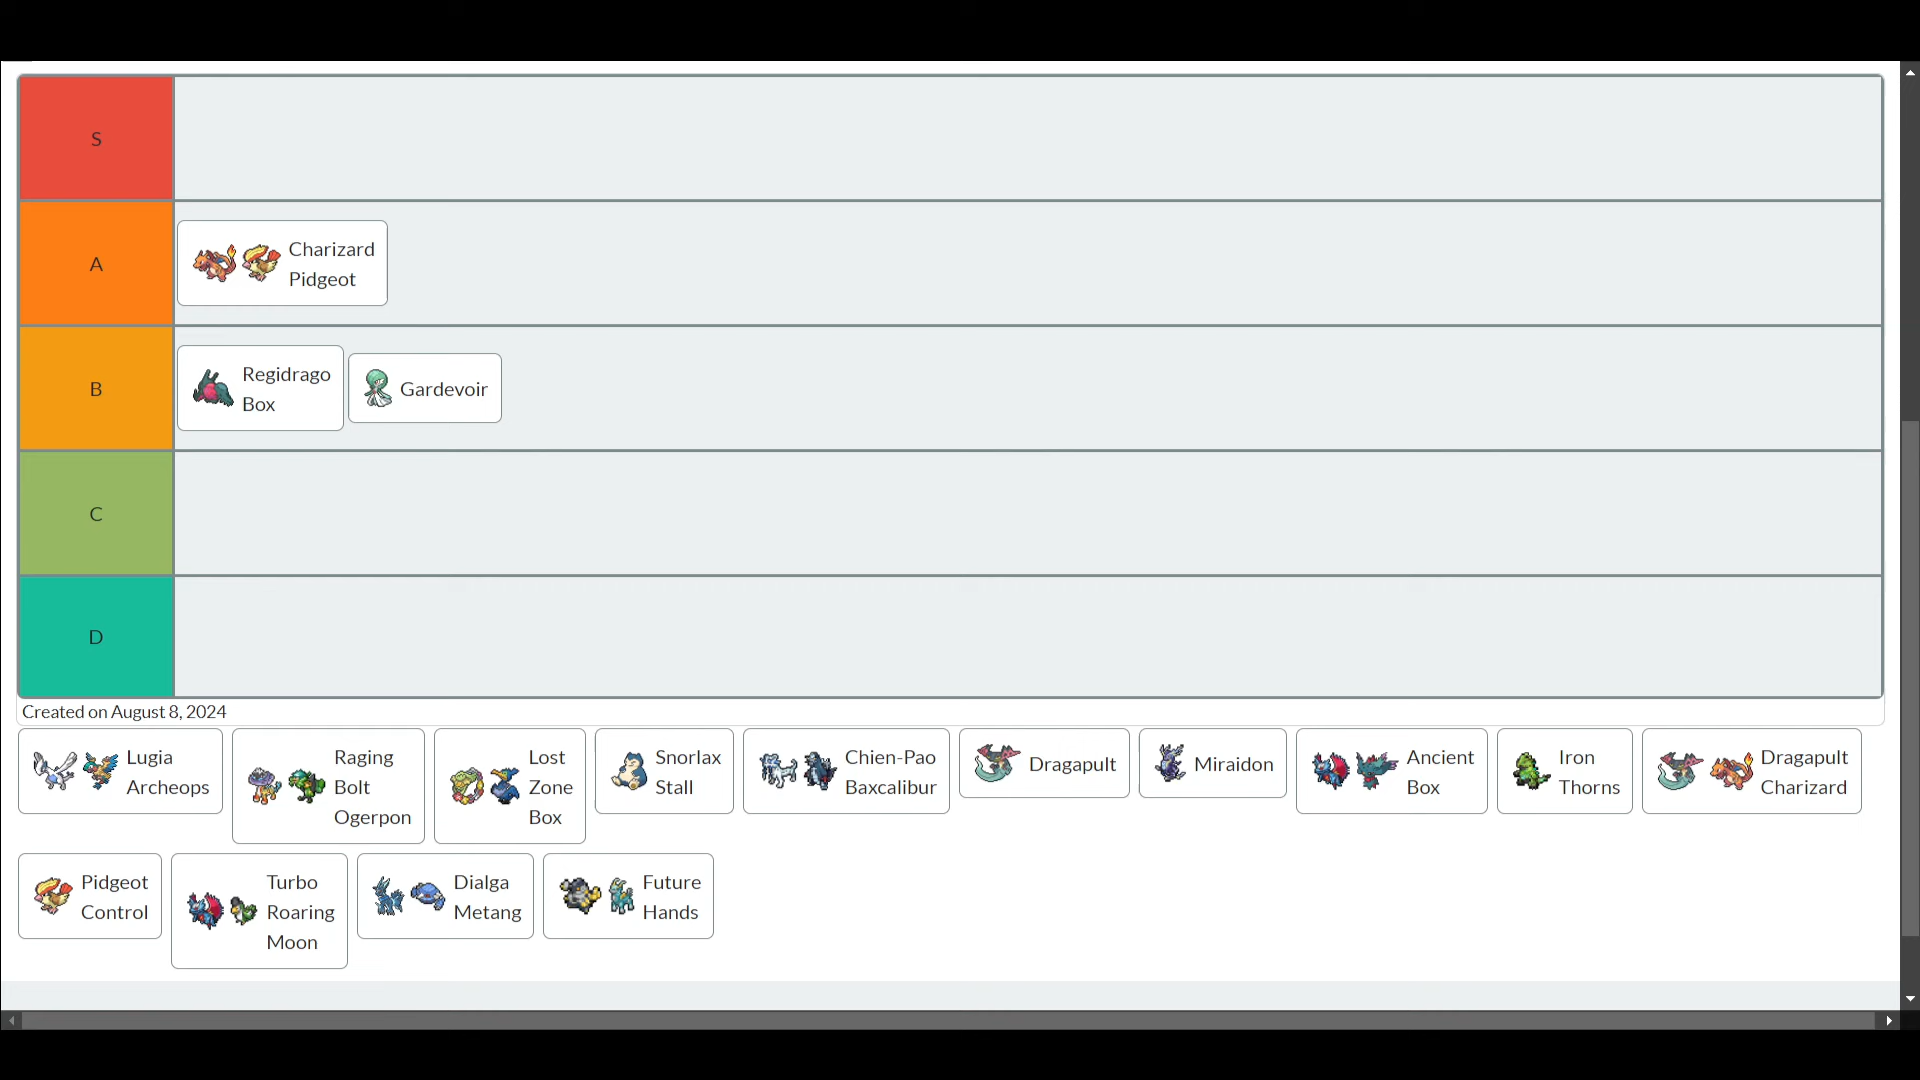 S
A
Charizard
Pidgeot
B
Regidrago
Box
Gardevoir
C
D
Created on August 8, 2024
Lugia
Archeops
Raging
Bolt
Ogerpon
Lost
Zone
Box
Snorlax
Stall
Chien-Pao
Baxcalibur
Dragapult
Miraidon
Ancient
Box
Iron
Thorns
Dragapult
Charizard
Pidgeot
Control
Turbo
Roaring
Moon
Dialga
Metang
Future
Hands